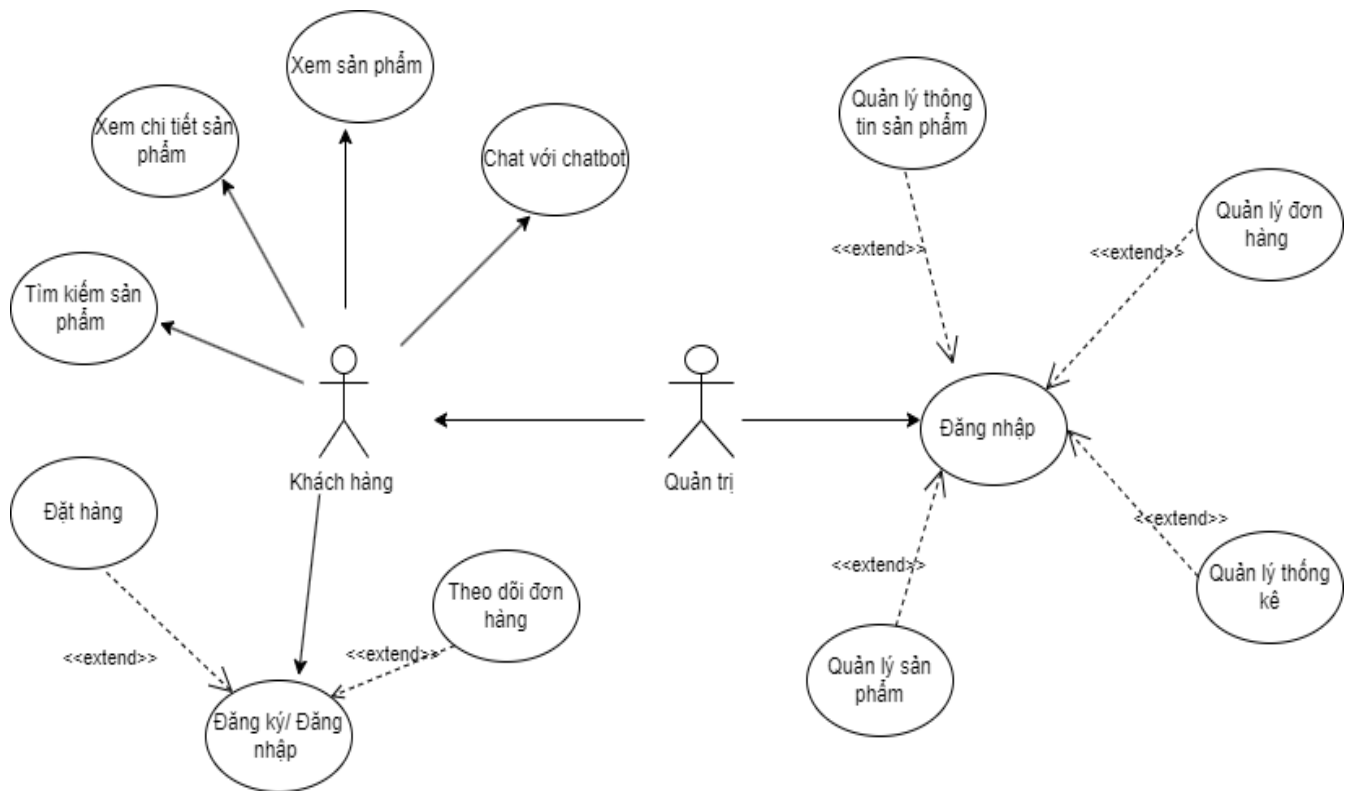 Xem sản phẩm
Xem chi tiết sản
phẩm
Chat với chatbot
Tìm kiếm sản
phẩm
Khách hàng
Đặt hàng
<<extend>>
Theo dõi đơn
hàng
<<extend>>
Đăng ký/ Đăng
nhập
Quản trị
Quản lý thông
tin sản phẩm
<<extend>>
Quản lý đơn
hàng
<<extend>>
Đăng nhập
<<extend>>
Quản lý thống
kê
<<extend>>
Quản lý sản
phẩm